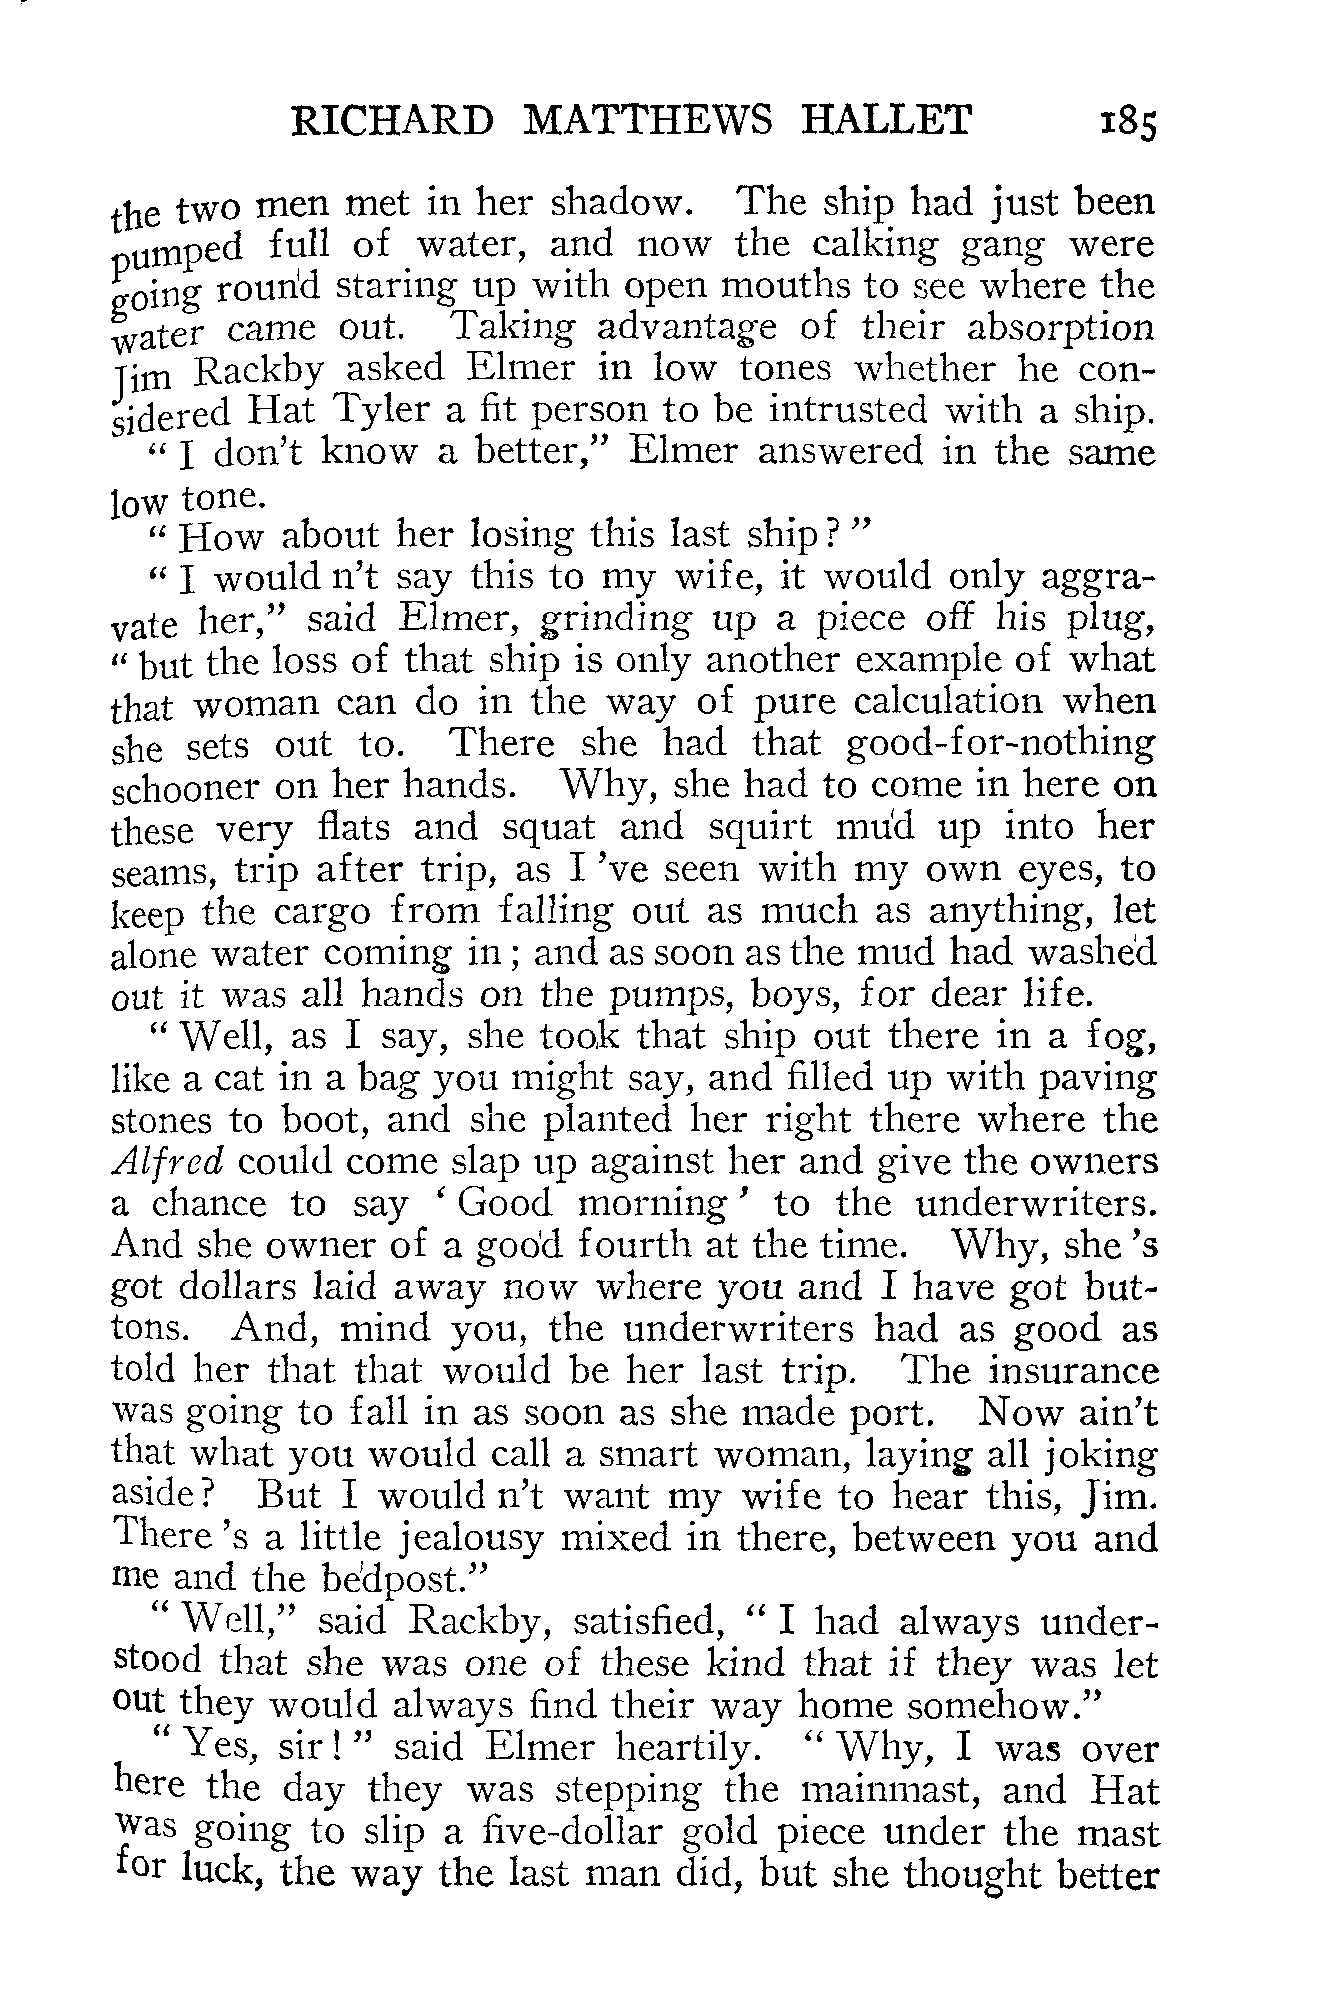 RICHARD MATTHEWS HALLET 185
the two men met in her shadow. The ship had just been
pumped full of water, and now the calking gang were
going round staring up with open mouths to see where the
water came out. Taking advantage of their absorption
Jim Rackby asked Elmer in low tones whether he con-
sidered Hat Tyler a fit person to be intrusted with a ship.
“ I don’t know a better,” Elmer answered in the same
low tone.
“ How about her losing this last ship? ”
“ I would n’t say this to my wife, it would only aggra-
vate her,” said Elmer, grinding up a piece off his plug,
“ but the loss of that ship is only another example of what
that woman can do in the way of pure calculation when
she sets out to. There she had that good-for-nothing
schooner on her hands. Why, she had to come in here on
these very flats and squat and squirt mud up into her
seams, trip after trip, as I ’ve seen with my own eyes, to
keep the cargo from falling out as much as anything, let
alone water coming in ; and as soon as the mud had washed
out it was all hands on the pumps, boys, for dear life.
“ Well, as I say, she took that ship out there in a fog,
like a cat in a bag you might say, and filled up with paving
stones to boot, and she planted her right there where the
Alfred could come slap up against her and give the owners
a chance to say ‘ Good morning ’ to the underwriters.
And she owner of a good fourth at the time. Why, she ’s
got dollars laid away now where you and I have got but-
tons. And, mind you, the underwriters had as good as
told her that that would be her last trip. The insurance
was going to fall in as soon as she made port. Now ain’t
that what you would call a smart woman, laying all joking
aside? But I would n’t want my wife to hear this, Jim.
There ’s a little jealousy mixed in there, between you and
me and the bedpost.”
“ Well,” said Rackby, satisfied, “ I had always under-
stood that she was one of these kind that if they was let
out they would always find their way home somehow.”
“ Yes, sir! ” said Elmer heartily. “ Why, I was over
here the day they was stepping the mainmast, and Hat
was going to slip a five-dollar gold piece under the mast
for luck, the way the last man did, but she thought better